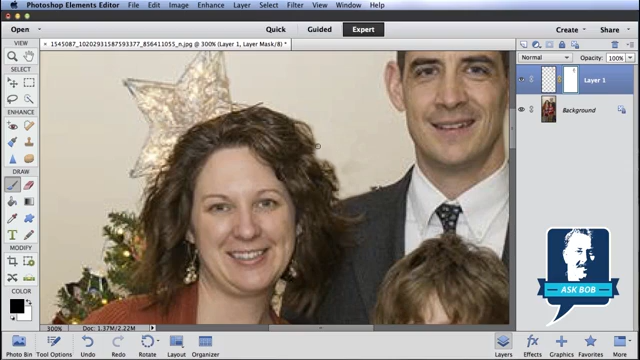 Photoshop Elements Editor File Edit Image Enhance Layer Select Filter View Window Help
Open Quick Guided Expert Create Share
1545087_10202931587593377_856411055_n.jpg @ 300% (Layer 1, Layer Mask/8) *
VIEW
SELECT
ENHANCE
DRAW
MODIFY
COLOR
Normal Opacity: 100%
Layer 1
Background
ASK BOB
300% Doc: 1.37M/2.22M
Photo Bin Tool Options Undo Redo Rotate Layout Organizer Layers Effects Graphics Favorites More